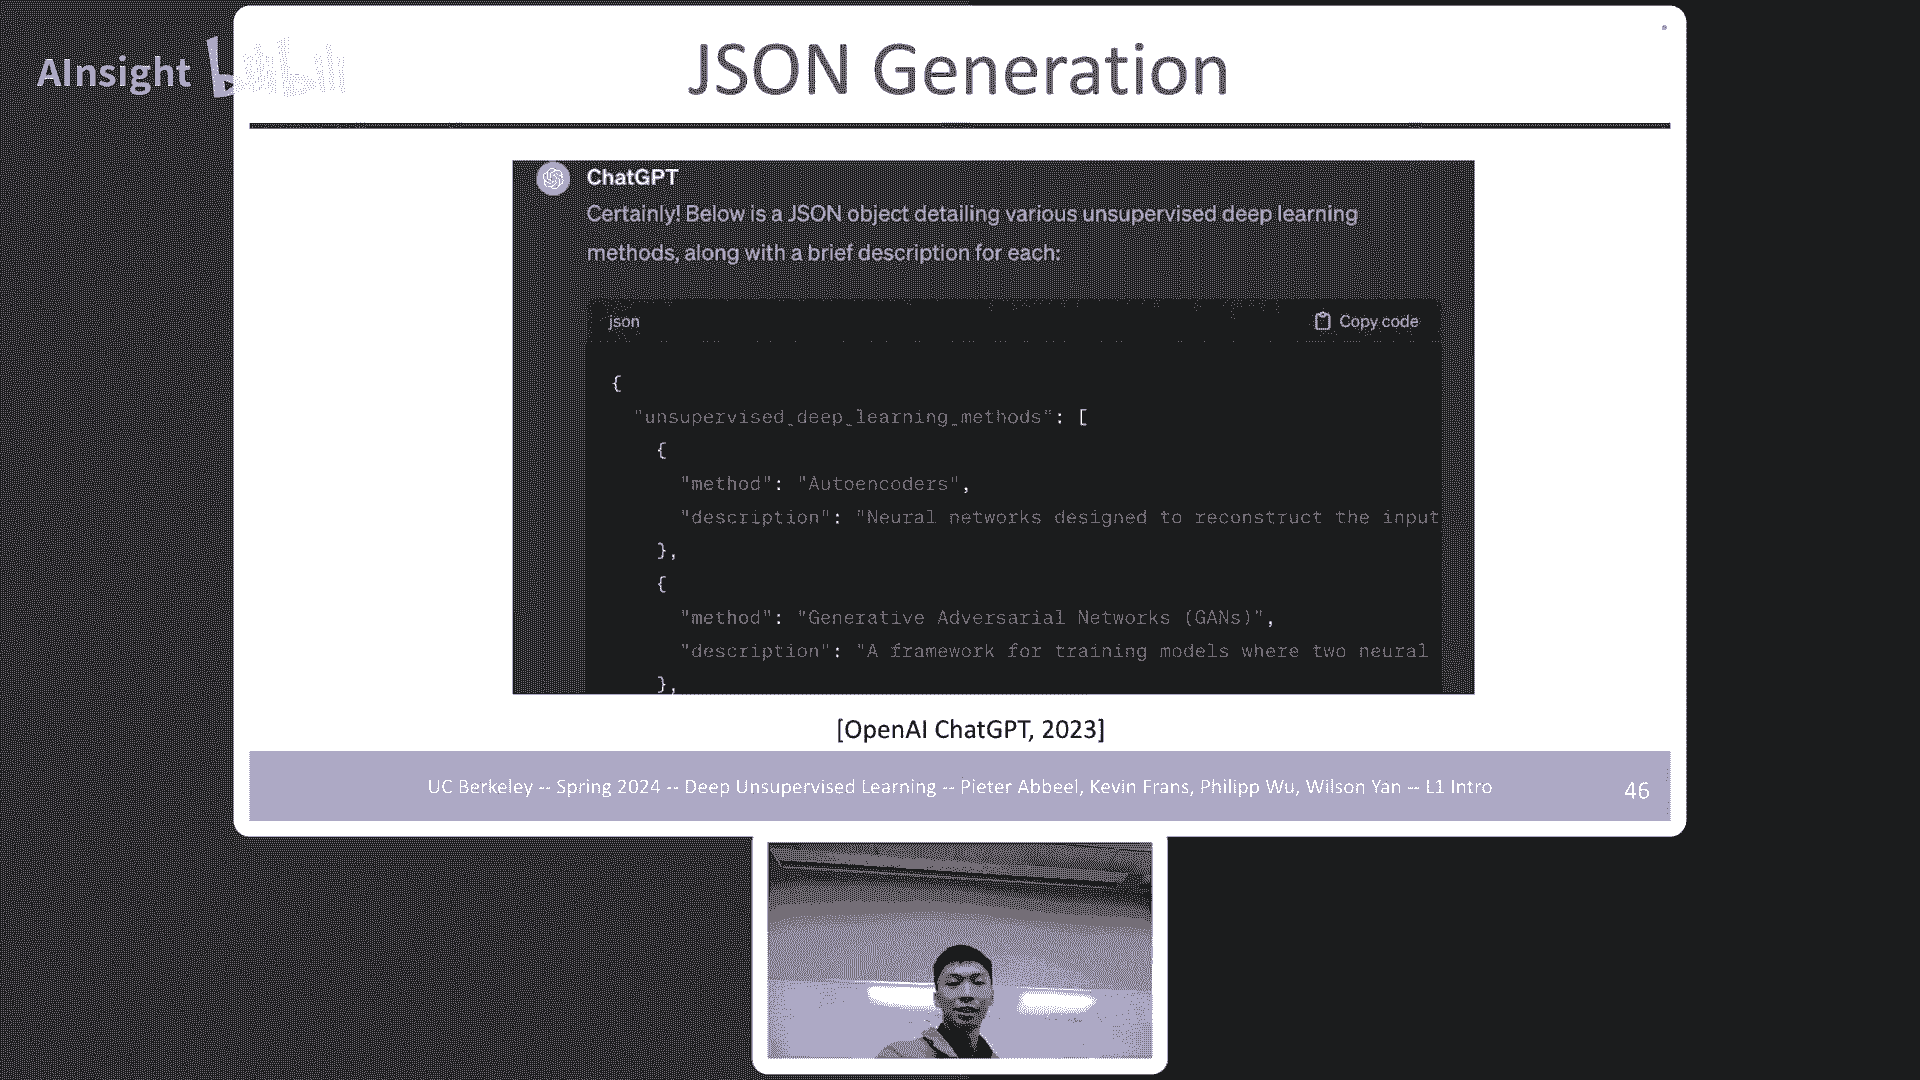 AInsight
bilibili
JSON Generation
ChatGPT
Certainly! Below is a JSON object detailing various unsupervised deep learning
methods, along with a brief description for each:
json
Copy code
{
"unsupervised_deep_learning_methods": [
{
"method": "Autoencoders",
"description": "Neural networks designed to reconstruct the input
},
{
"method": "Generative Adversarial Networks (GANs)",
"description": "A framework for training models where two neural
},
[OpenAI ChatGPT, 2023]
UC Berkeley -- Spring 2024 -- Deep Unsupervised Learning -- Pieter Abbeel, Kevin Frans, Philipp Wu, Wilson Yan -- L1 Intro
46